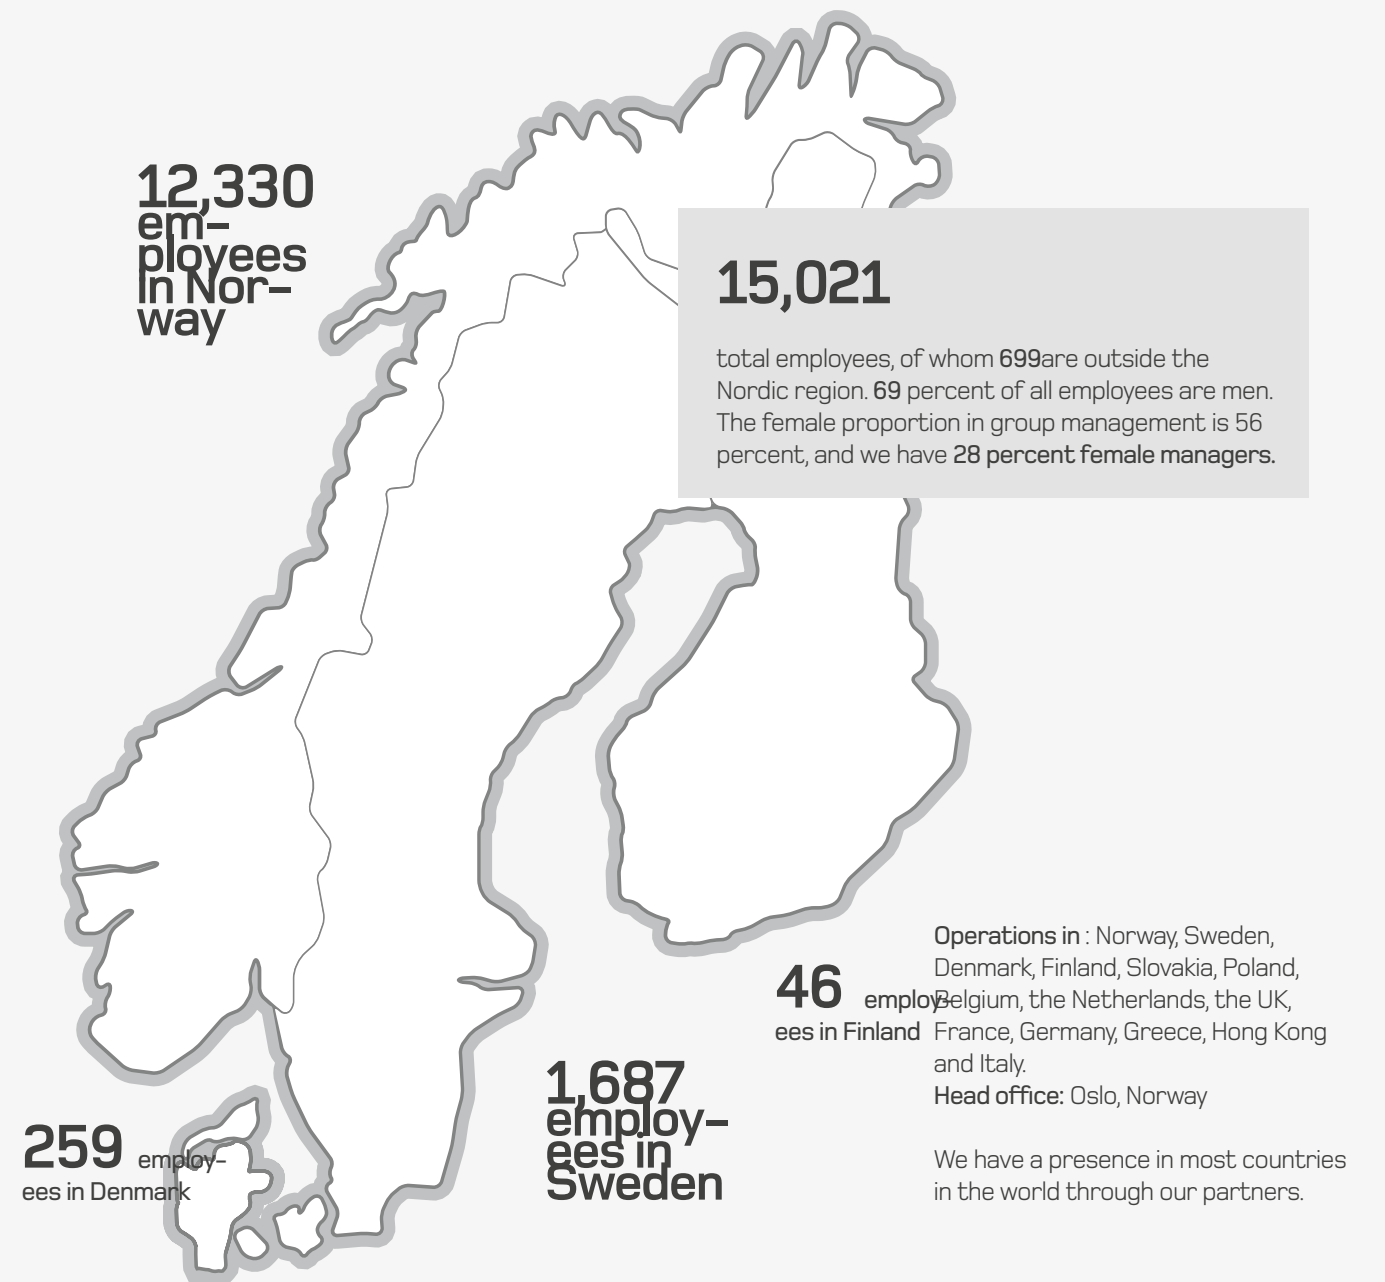 12,330
em-
ployees
in Nor-
way
15,021
total employees, of whom 699are outside the
Nordic region. 69 percent of all employees are men.
The female proportion in group management is 56
percent, and we have 28 percent female managers.
46 employ-
ees in Finland
Operations in : Norway, Sweden,
Denmark, Finland, Slovakia, Poland,
Belgium, the Netherlands, the UK,
France, Germany, Greece, Hong Kong
and Italy.
Head office: Oslo, Norway
We have a presence in most countries
in the world through our partners.
1,687
employ-
ees in
Sweden
259 employ-
ees in Denmark